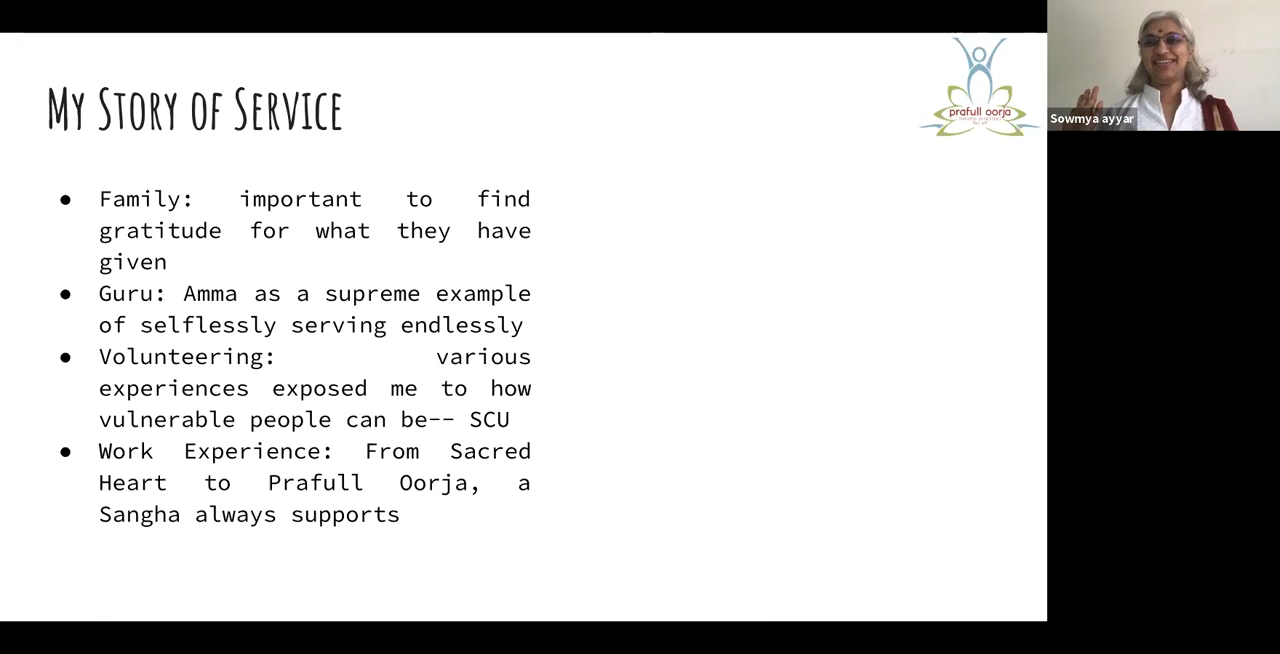 My Story of Service
prafull oorja
for all
Sowmya ayyar
● Family: important to find
gratitude for what they have
given
● Guru: Amma as a supreme example
of selflessly serving endlessly
● Volunteering: various
experiences exposed me to how
vulnerable people can be-- SCU
● Work Experience: From Sacred
Heart to Prafull Oorja, a
Sangha always supports